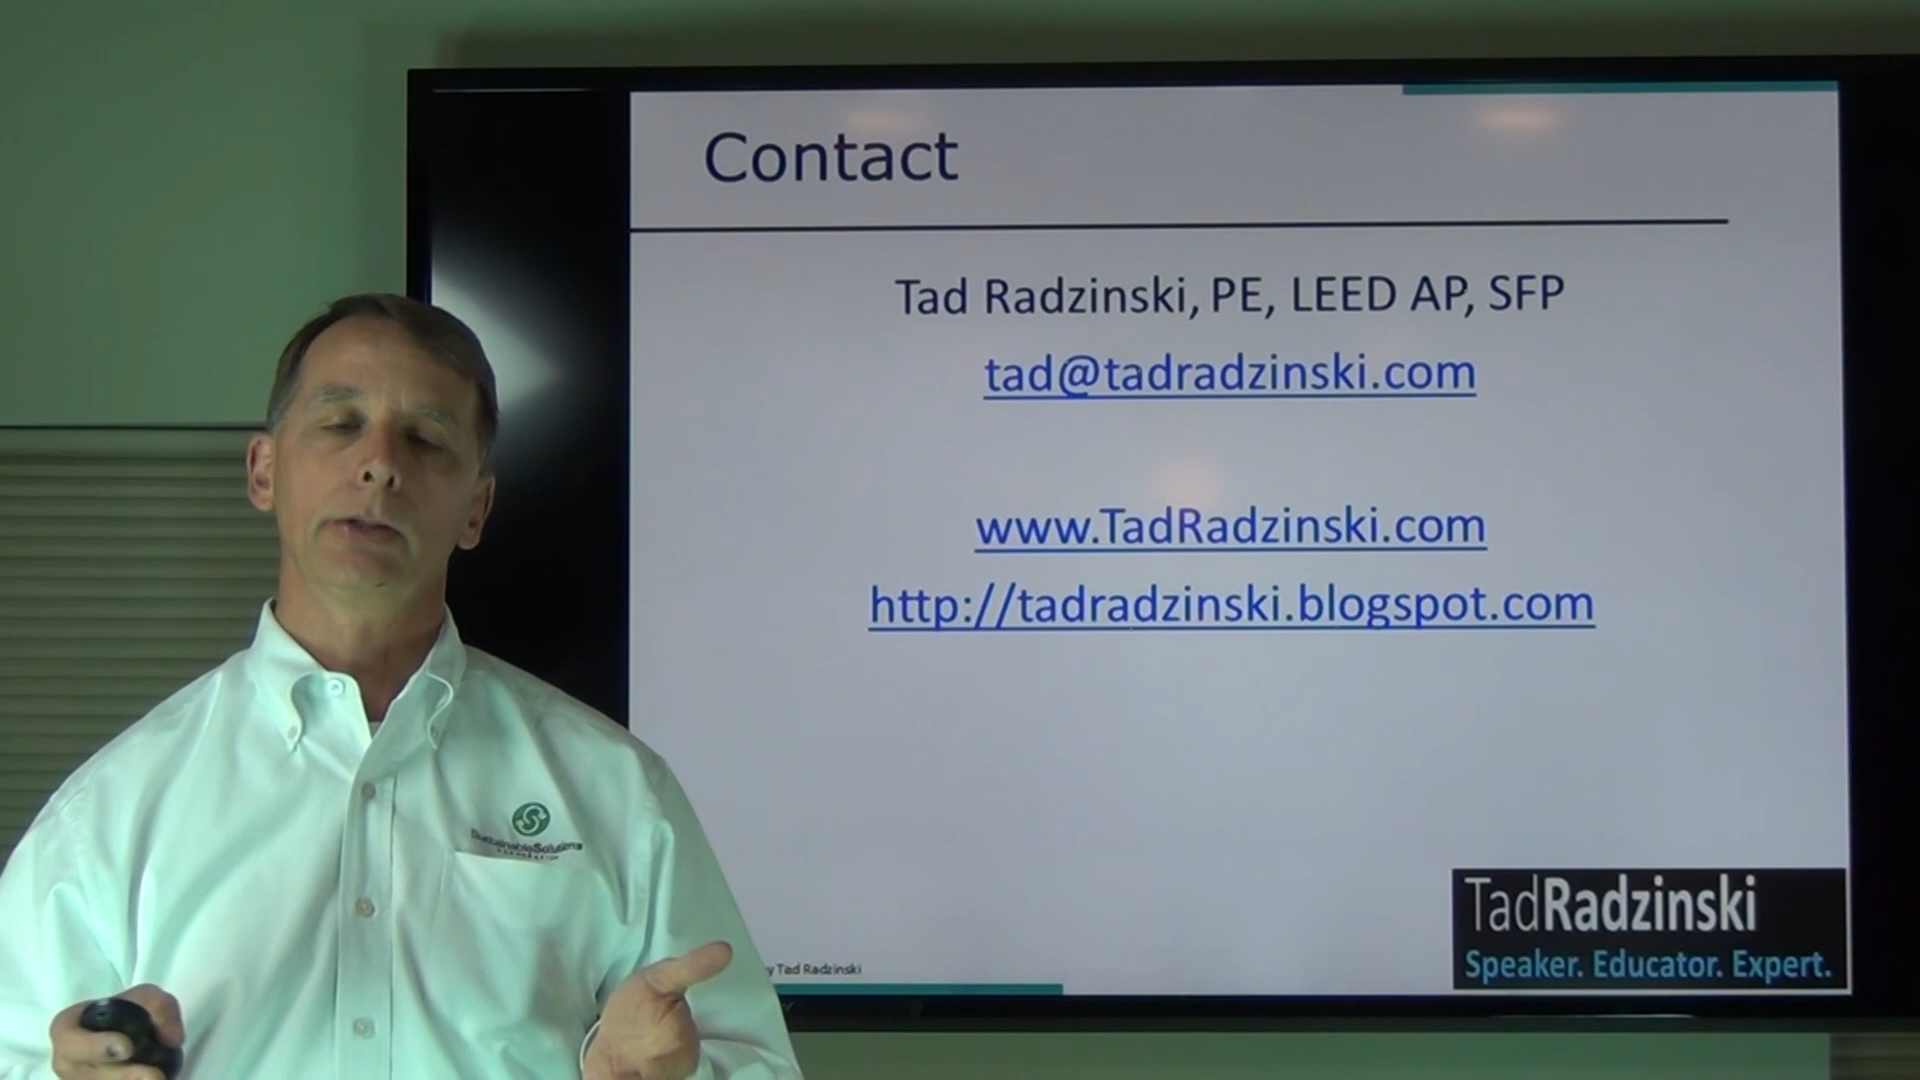 Contact
Tad Radzinski, PE, LEED AP, SFP
tad@tadradzinski.com
www.TadRadzinski.com
http://tadradzinski.blogspot.com
SustainableSolutions
TadRadzinski
Speaker. Educator. Expert.
y Tad Radzinski